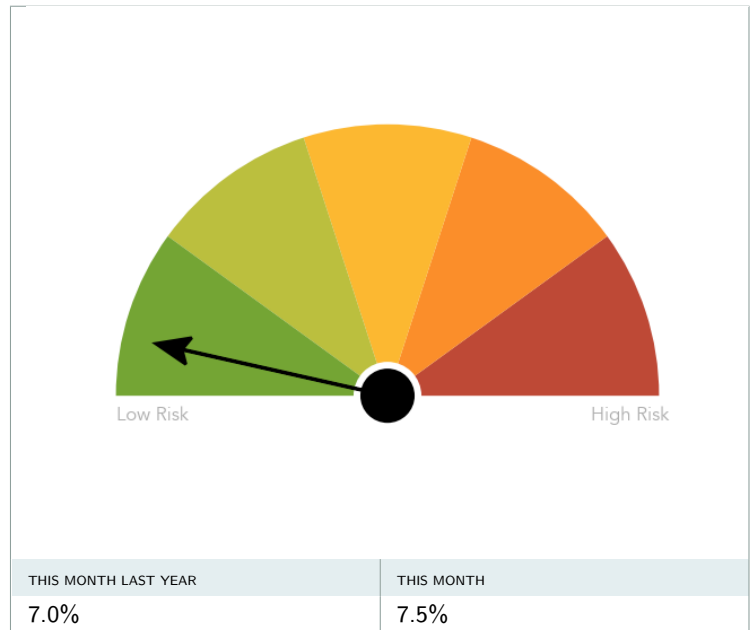 Low Risk
High Risk
THIS MONTH LAST YEAR
THIS MONTH
7.0%
7.5%